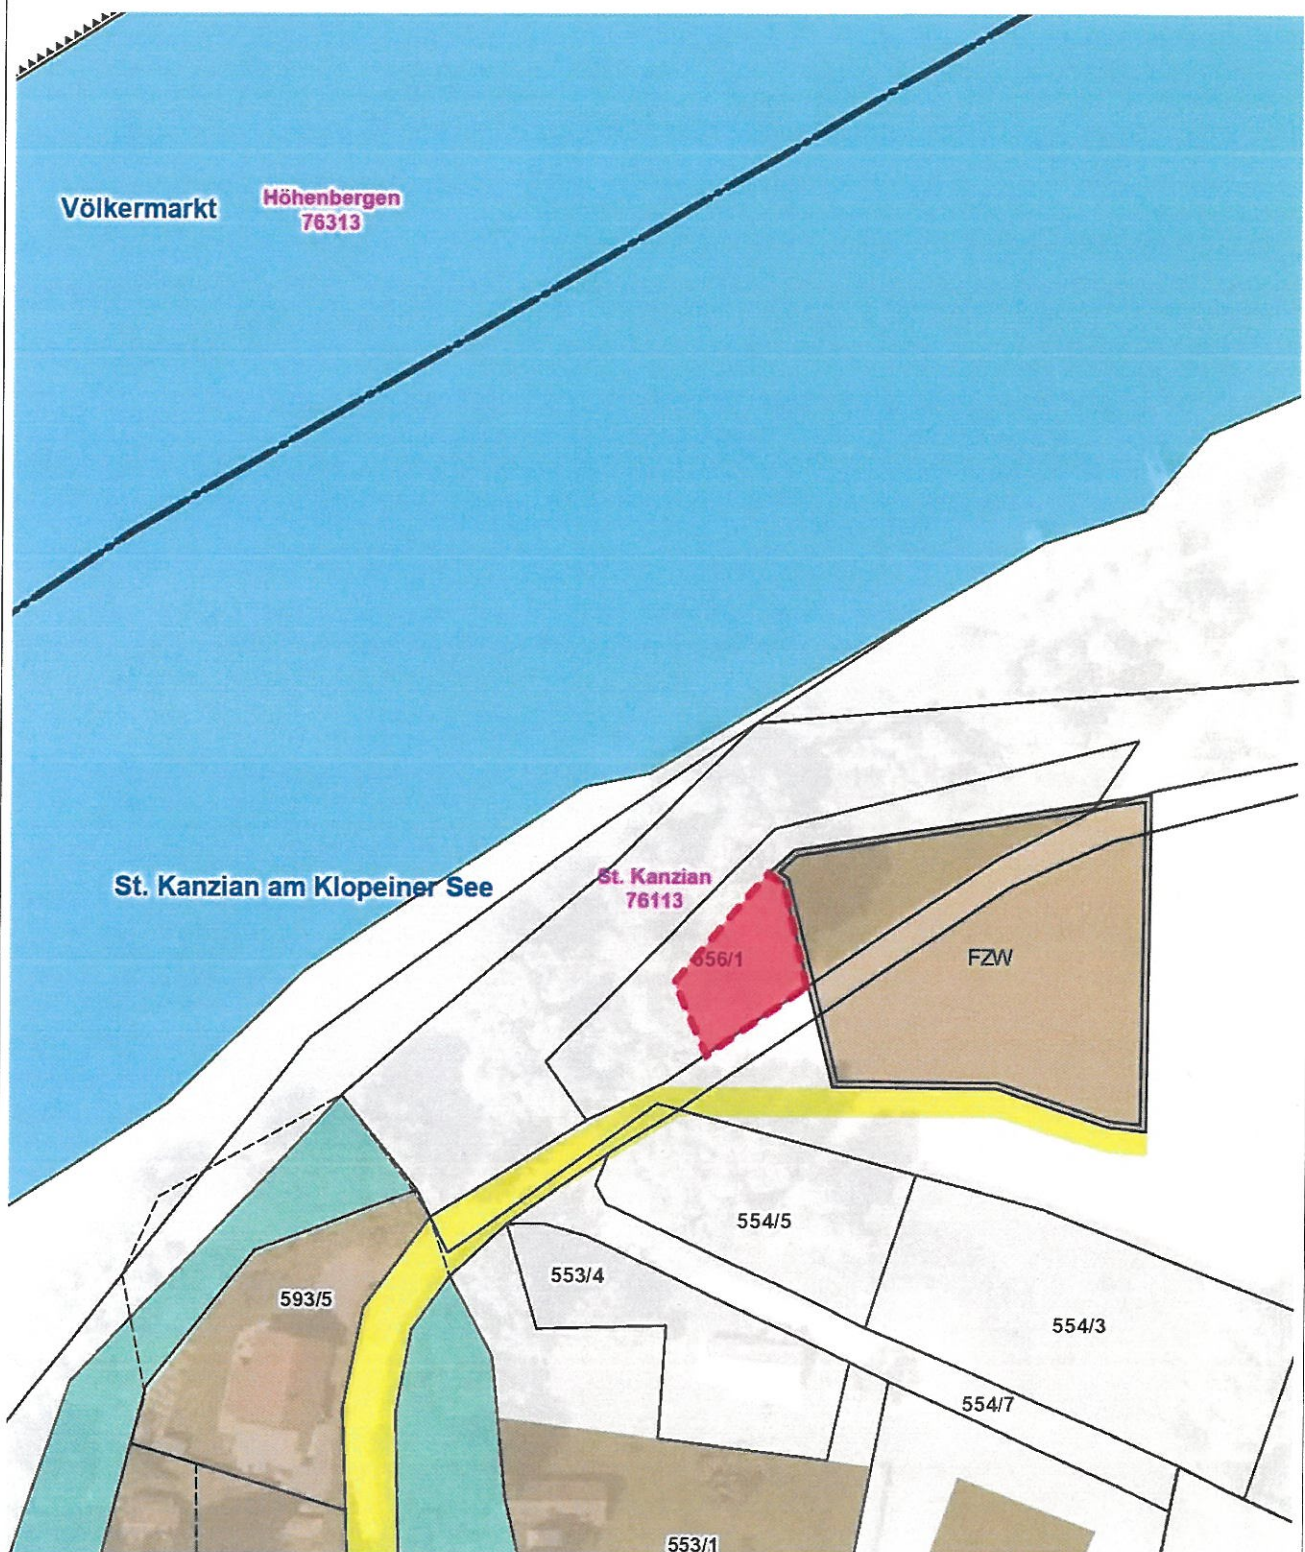 Völkermarkt
Höhenbergen
76313
St. Kanzian am Klopeiner See
St. Kanzian
76113
556/1
FZW
554/5
553/4
593/5
554/3
554/7
553/1